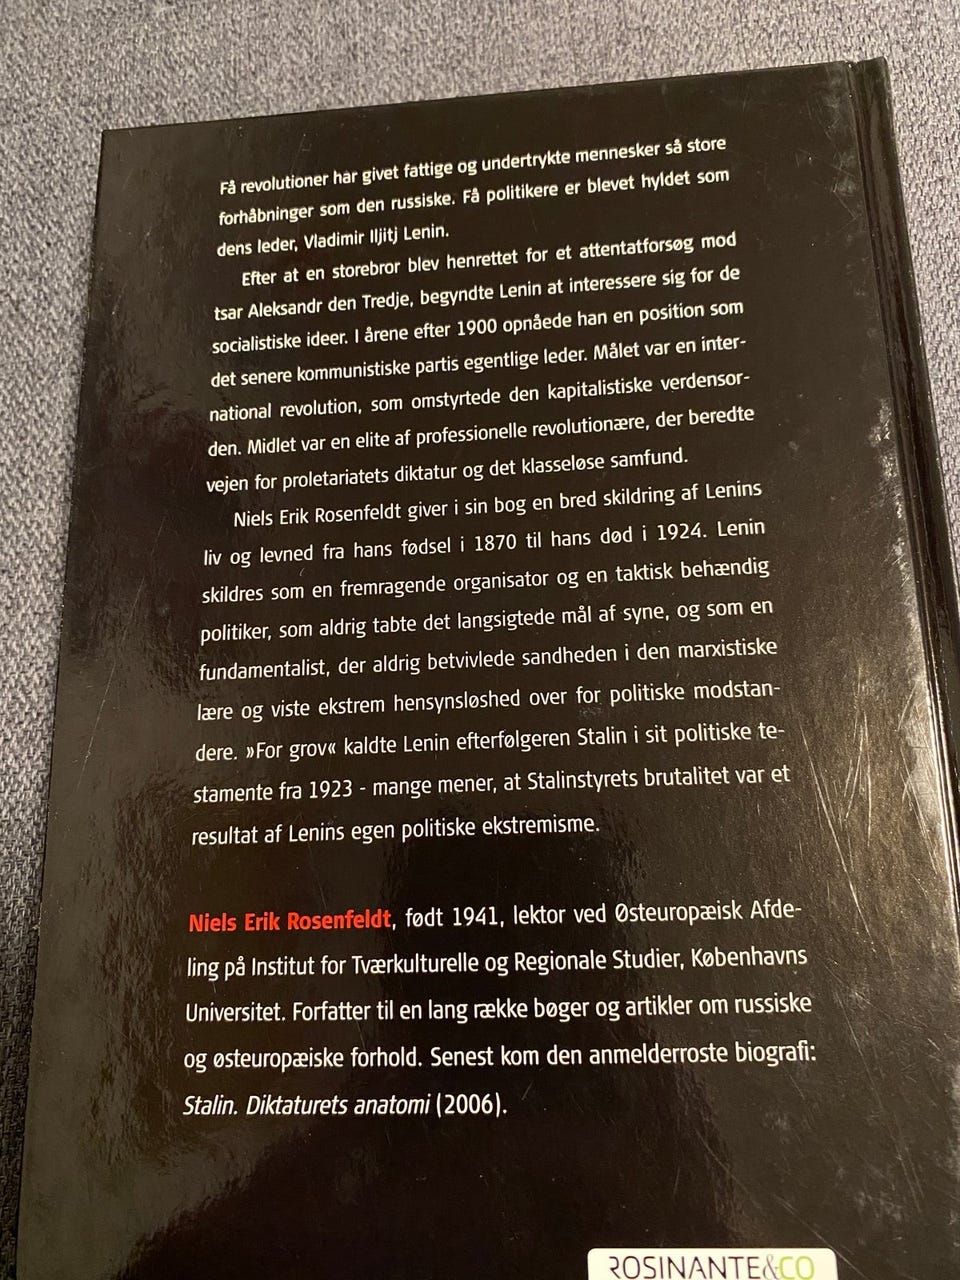 Få revolutioner har givet fattige og undertrykte mennesker så store
forhåbninger som den russiske. Få politikere er blevet hyldet som
dens leder, Vladimir Iljitj Lenin.
Efter at en storebror blev henrettet for et attentatforsøg mod
tsar Aleksandr den Tredje, begyndte Lenin at interessere sig for de
socialistiske ideer. I årene efter 1900 opnåede han en position som
det senere kommunistiske partis egentlige leder. Målet var en inter-
national revolution, som omstyrtede den kapitalistiske verdensor-
den. Midlet var en elite af professionelle revolutionære, der beredte
vejen for proletariatets diktatur og det klasseløse samfund.
Niels Erik Rosenfeldt giver i sin bog en bred skildring af Lenins
liv og levned fra hans fødsel i 1870 til hans død i 1924. Lenin
skildres som en fremragende organisator og en taktisk behændig
politiker, som aldrig tabte det langsigtede mål af syne, og som en
fundamentalist, der aldrig betvivlede sandheden i den marxistiske
lære og viste ekstrem hensynsløshed over for politiske modstan-
dere. »For grov« kaldte Lenin efterfølgeren Stalin i sit politiske te-
stamente fra 1923 - mange mener, at Stalinstyrets brutalitet var et
resultat af Lenins egen politiske ekstremisme.
Niels Erik Rosenfeldt, født 1941, lektor ved Østeuropæisk Afde-
ling på Institut for Tværkulturelle og Regionale Studier, Københavns
Universitet. Forfatter til en lang række bøger og artikler om russiske
og østeuropæiske forhold. Senest kom den anmelderroste biografi:
Stalin. Diktaturets anatomi (2006).
ROSINANTE&CO